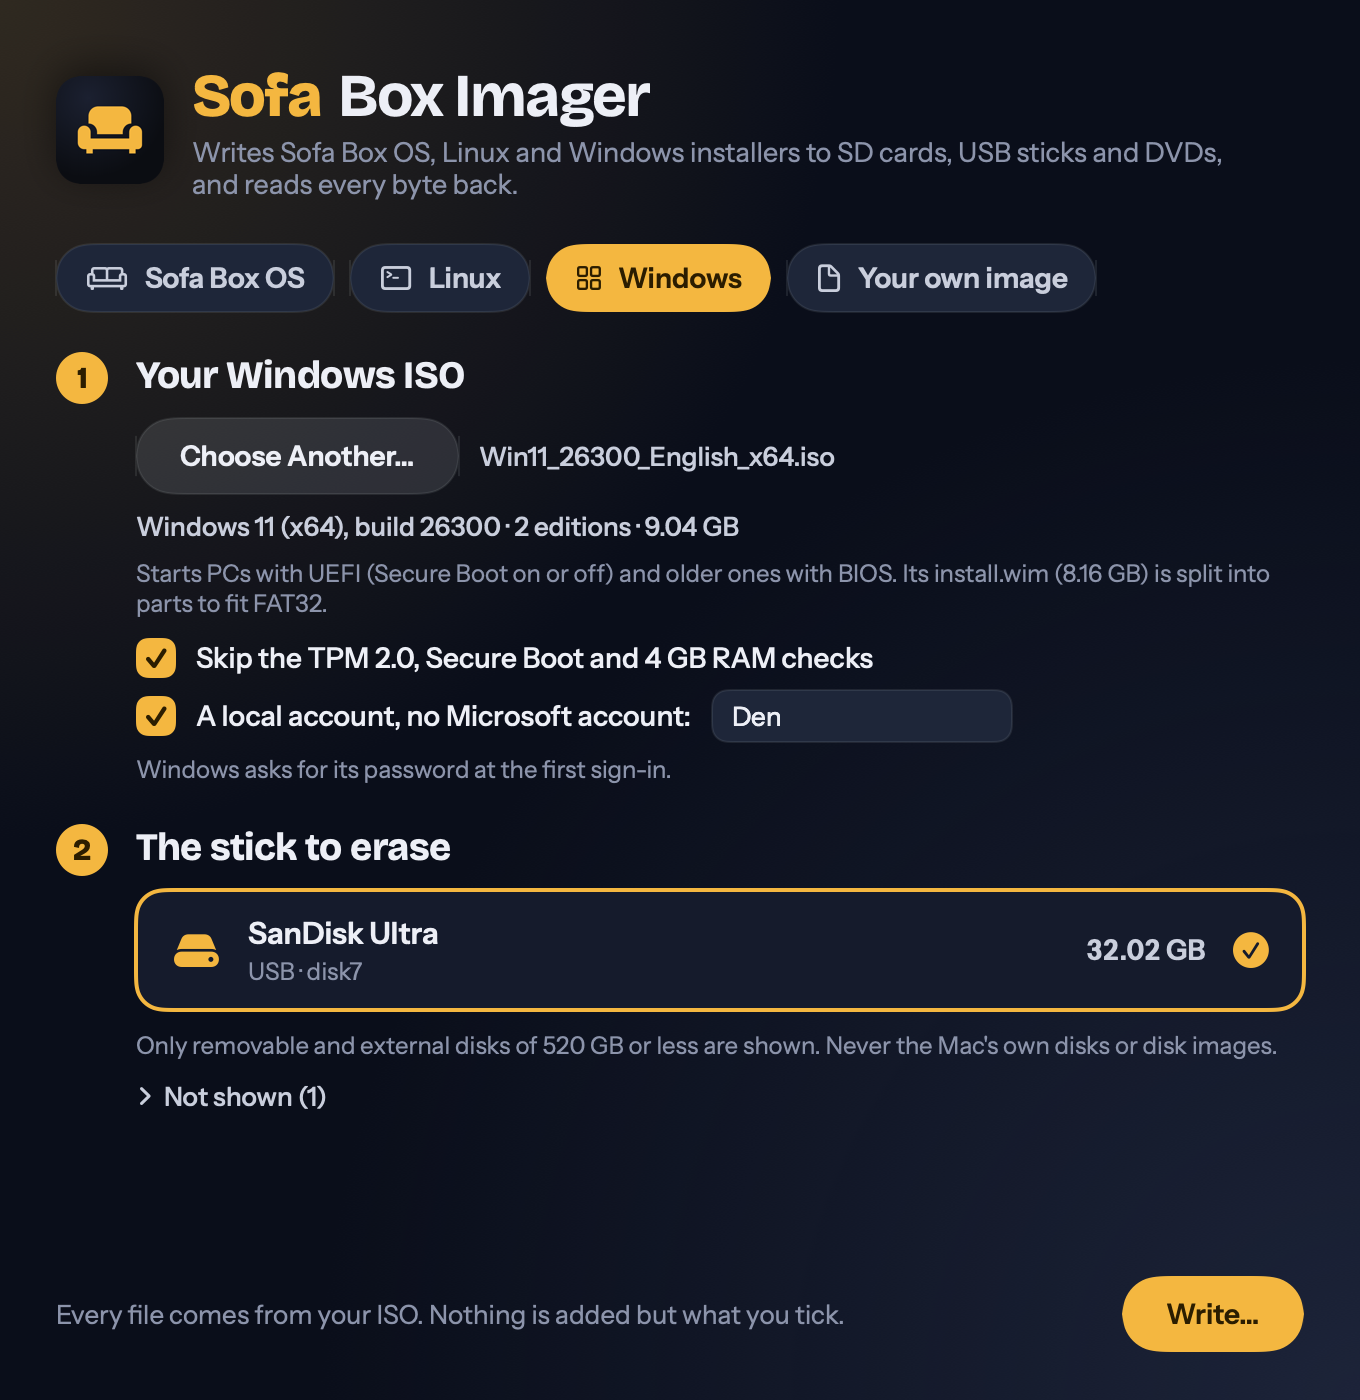 Sofa Box Imager
Writes Sofa Box OS, Linux and Windows installers to SD cards, USB sticks and DVDs,
and reads every byte back.
Sofa Box OS
Linux
Windows
Your own image
1
Your Windows ISO
Choose Another...
Win11_26300_English_x64.iso
Windows 11 (x64), build 26300 · 2 editions · 9.04 GB
Starts PCs with UEFI (Secure Boot on or off) and older ones with BIOS. Its install.wim (8.16 GB) is split into
parts to fit FAT32.
Skip the TPM 2.0, Secure Boot and 4 GB RAM checks
A local account, no Microsoft account:
Den
Windows asks for its password at the first sign-in.
2
The stick to erase
SanDisk Ultra
USB · disk7
32.02 GB
Only removable and external disks of 520 GB or less are shown. Never the Mac's own disks or disk images.
Not shown (1)
Every file comes from your ISO. Nothing is added but what you tick.
Write...